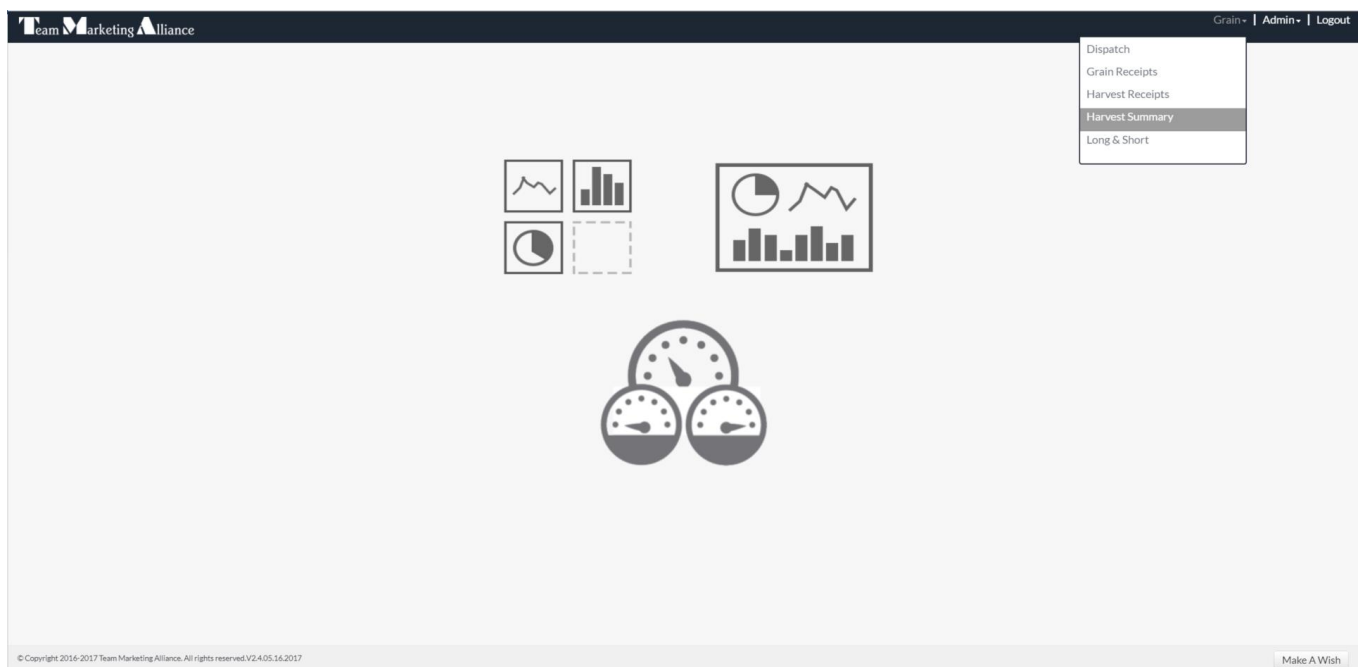 Team Marketing Alliance
Grain | Admin | Logout
Dispatch
Grain Receipts
Harvest Receipts
Harvest Summary
Long & Short
© Copyright 2016-2017 Team Marketing Alliance. All rights reserved.V2.4.05.16.2017
Make A Wish